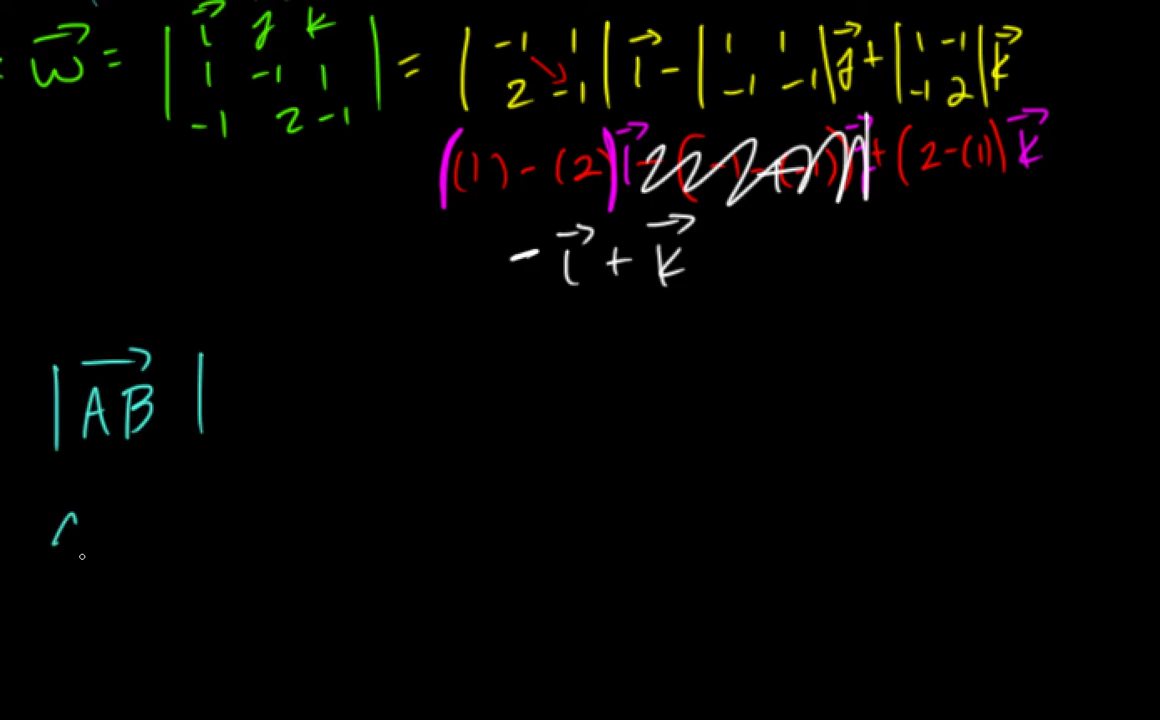 w⃗ = | i⃗ j⃗ k⃗ | = | -1 1 | i⃗ - | 1 1 | j⃗ + | 1 -1 | k⃗
| 1 -1 1 | | 2 -1 | | -1 -1 | | -1 2 |
| -1 2 -1 |
((1) - (2)) i⃗ + (2 - (1)) k⃗
- i⃗ + k⃗
| AB⃗ |